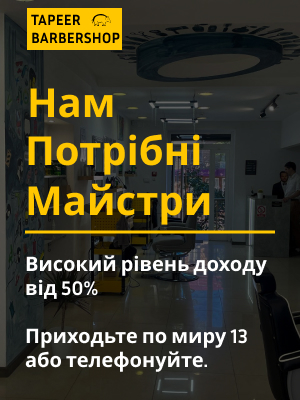 TAPEER
BARBERSHOP
Нам
Потрібні
Майстри
Високий рівень доходу
від 50%
Приходьте по миру 13
або телефонуйте.